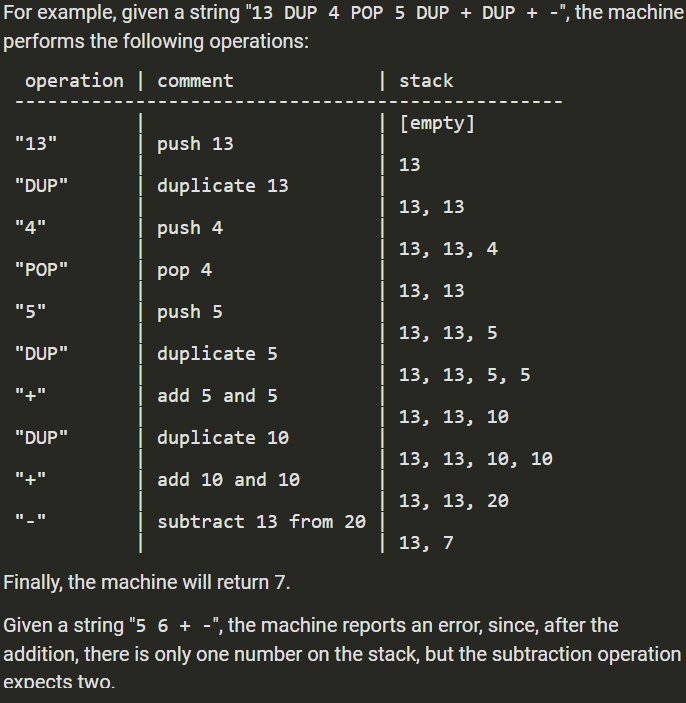 For example, given a string "13 DUP 4 POP 5 DUP + DUP + -", the machine
performs the following operations:
operation | comment | stack
---------------------------------------------------
| | [empty]
"13" | push 13 |
| | 13
"DUP" | duplicate 13 |
| | 13, 13
"4" | push 4 |
| | 13, 13, 4
"POP" | pop 4 |
| | 13, 13
"5" | push 5 |
| | 13, 13, 5
"DUP" | duplicate 5 |
| | 13, 13, 5, 5
"+" | add 5 and 5 |
| | 13, 13, 10
"DUP" | duplicate 10 |
| | 13, 13, 10, 10
"+" | add 10 and 10 |
| | 13, 13, 20
"-" | subtract 13 from 20 |
| | 13, 7
Finally, the machine will return 7.
Given a string "5 6 + -", the machine reports an error, since, after the
addition, there is only one number on the stack, but the subtraction operation
expects two.